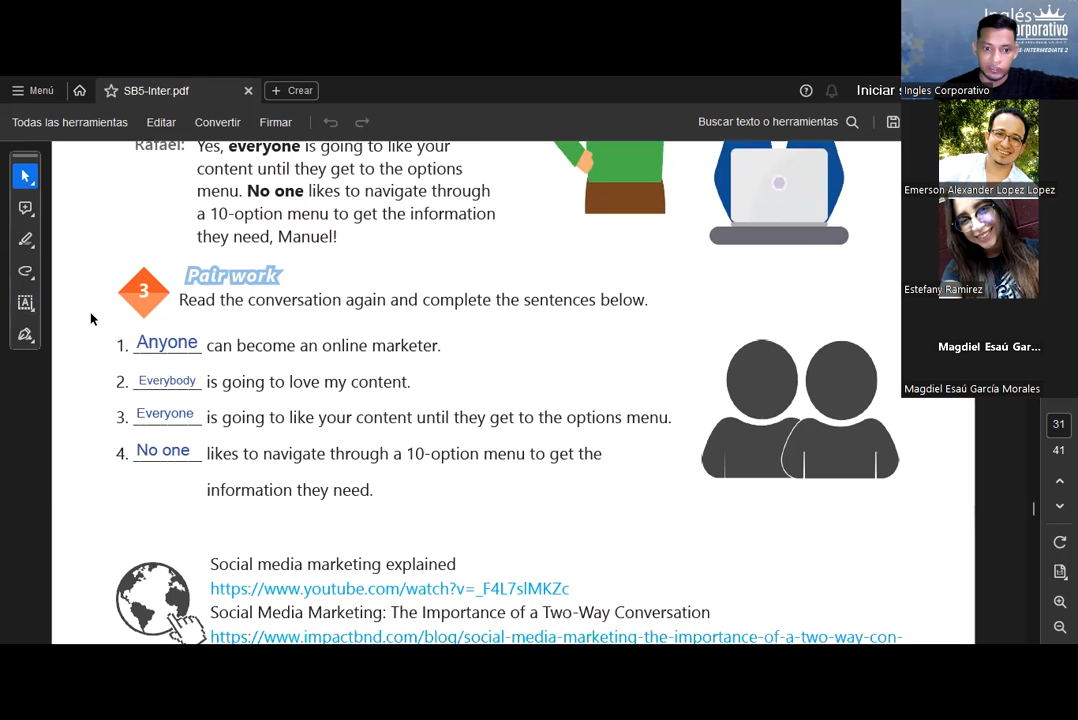 Inglés
Corporativo
E-INTERMEDIATE 2
Menú
SB5-Inter.pdf
Crear
Iniciar
Ingles Corporativo
Todas las herramientas
Editar
Convertir
Firmar
Buscar texto o herramientas
Rafael: Yes, everyone is going to like your
content until they get to the options
menu. No one likes to navigate through
a 10-option menu to get the information
they need, Manuel!
Emerson Alexander Lopez Lopez
3
Pair work
Read the conversation again and complete the sentences below.
Estefany Ramirez
1. Anyone can become an online marketer.
2. Everybody is going to love my content.
3. Everyone is going to like your content until they get to the options menu.
4. No one likes to navigate through a 10-option menu to get the
information they need.
Magdiel Esaú Gar...
Magdiel Esaú García Morales
31
41
Social media marketing explained
https://www.youtube.com/watch?v=_F4L7slMKZc
Social Media Marketing: The Importance of a Two-Way Conversation
https://www.impactbnd.com/blog/social-media-marketing-the-importance-of-a-two-way-con-